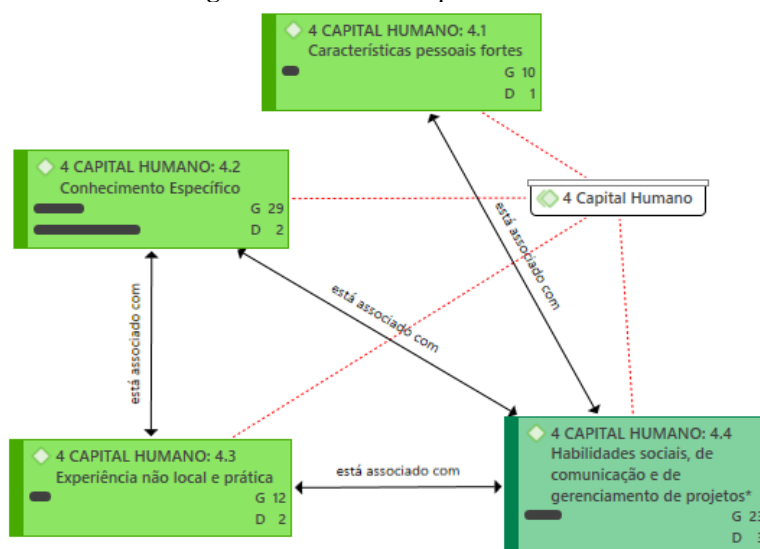 4 CAPITAL HUMANO: 4.1
Características pessoais fortes
G 10
D 1
4 CAPITAL HUMANO: 4.2
Conhecimento Específico
G 29
D 2
4 Capital Humano
está associado com
está associado com
está associado com
4 CAPITAL HUMANO: 4.3
Experiência não local e prática
G 12
D 2
está associado com
4 CAPITAL HUMANO: 4.4
Habilidades sociais, de
comunicação e de
gerenciamento de projetos*
G 23
D 3